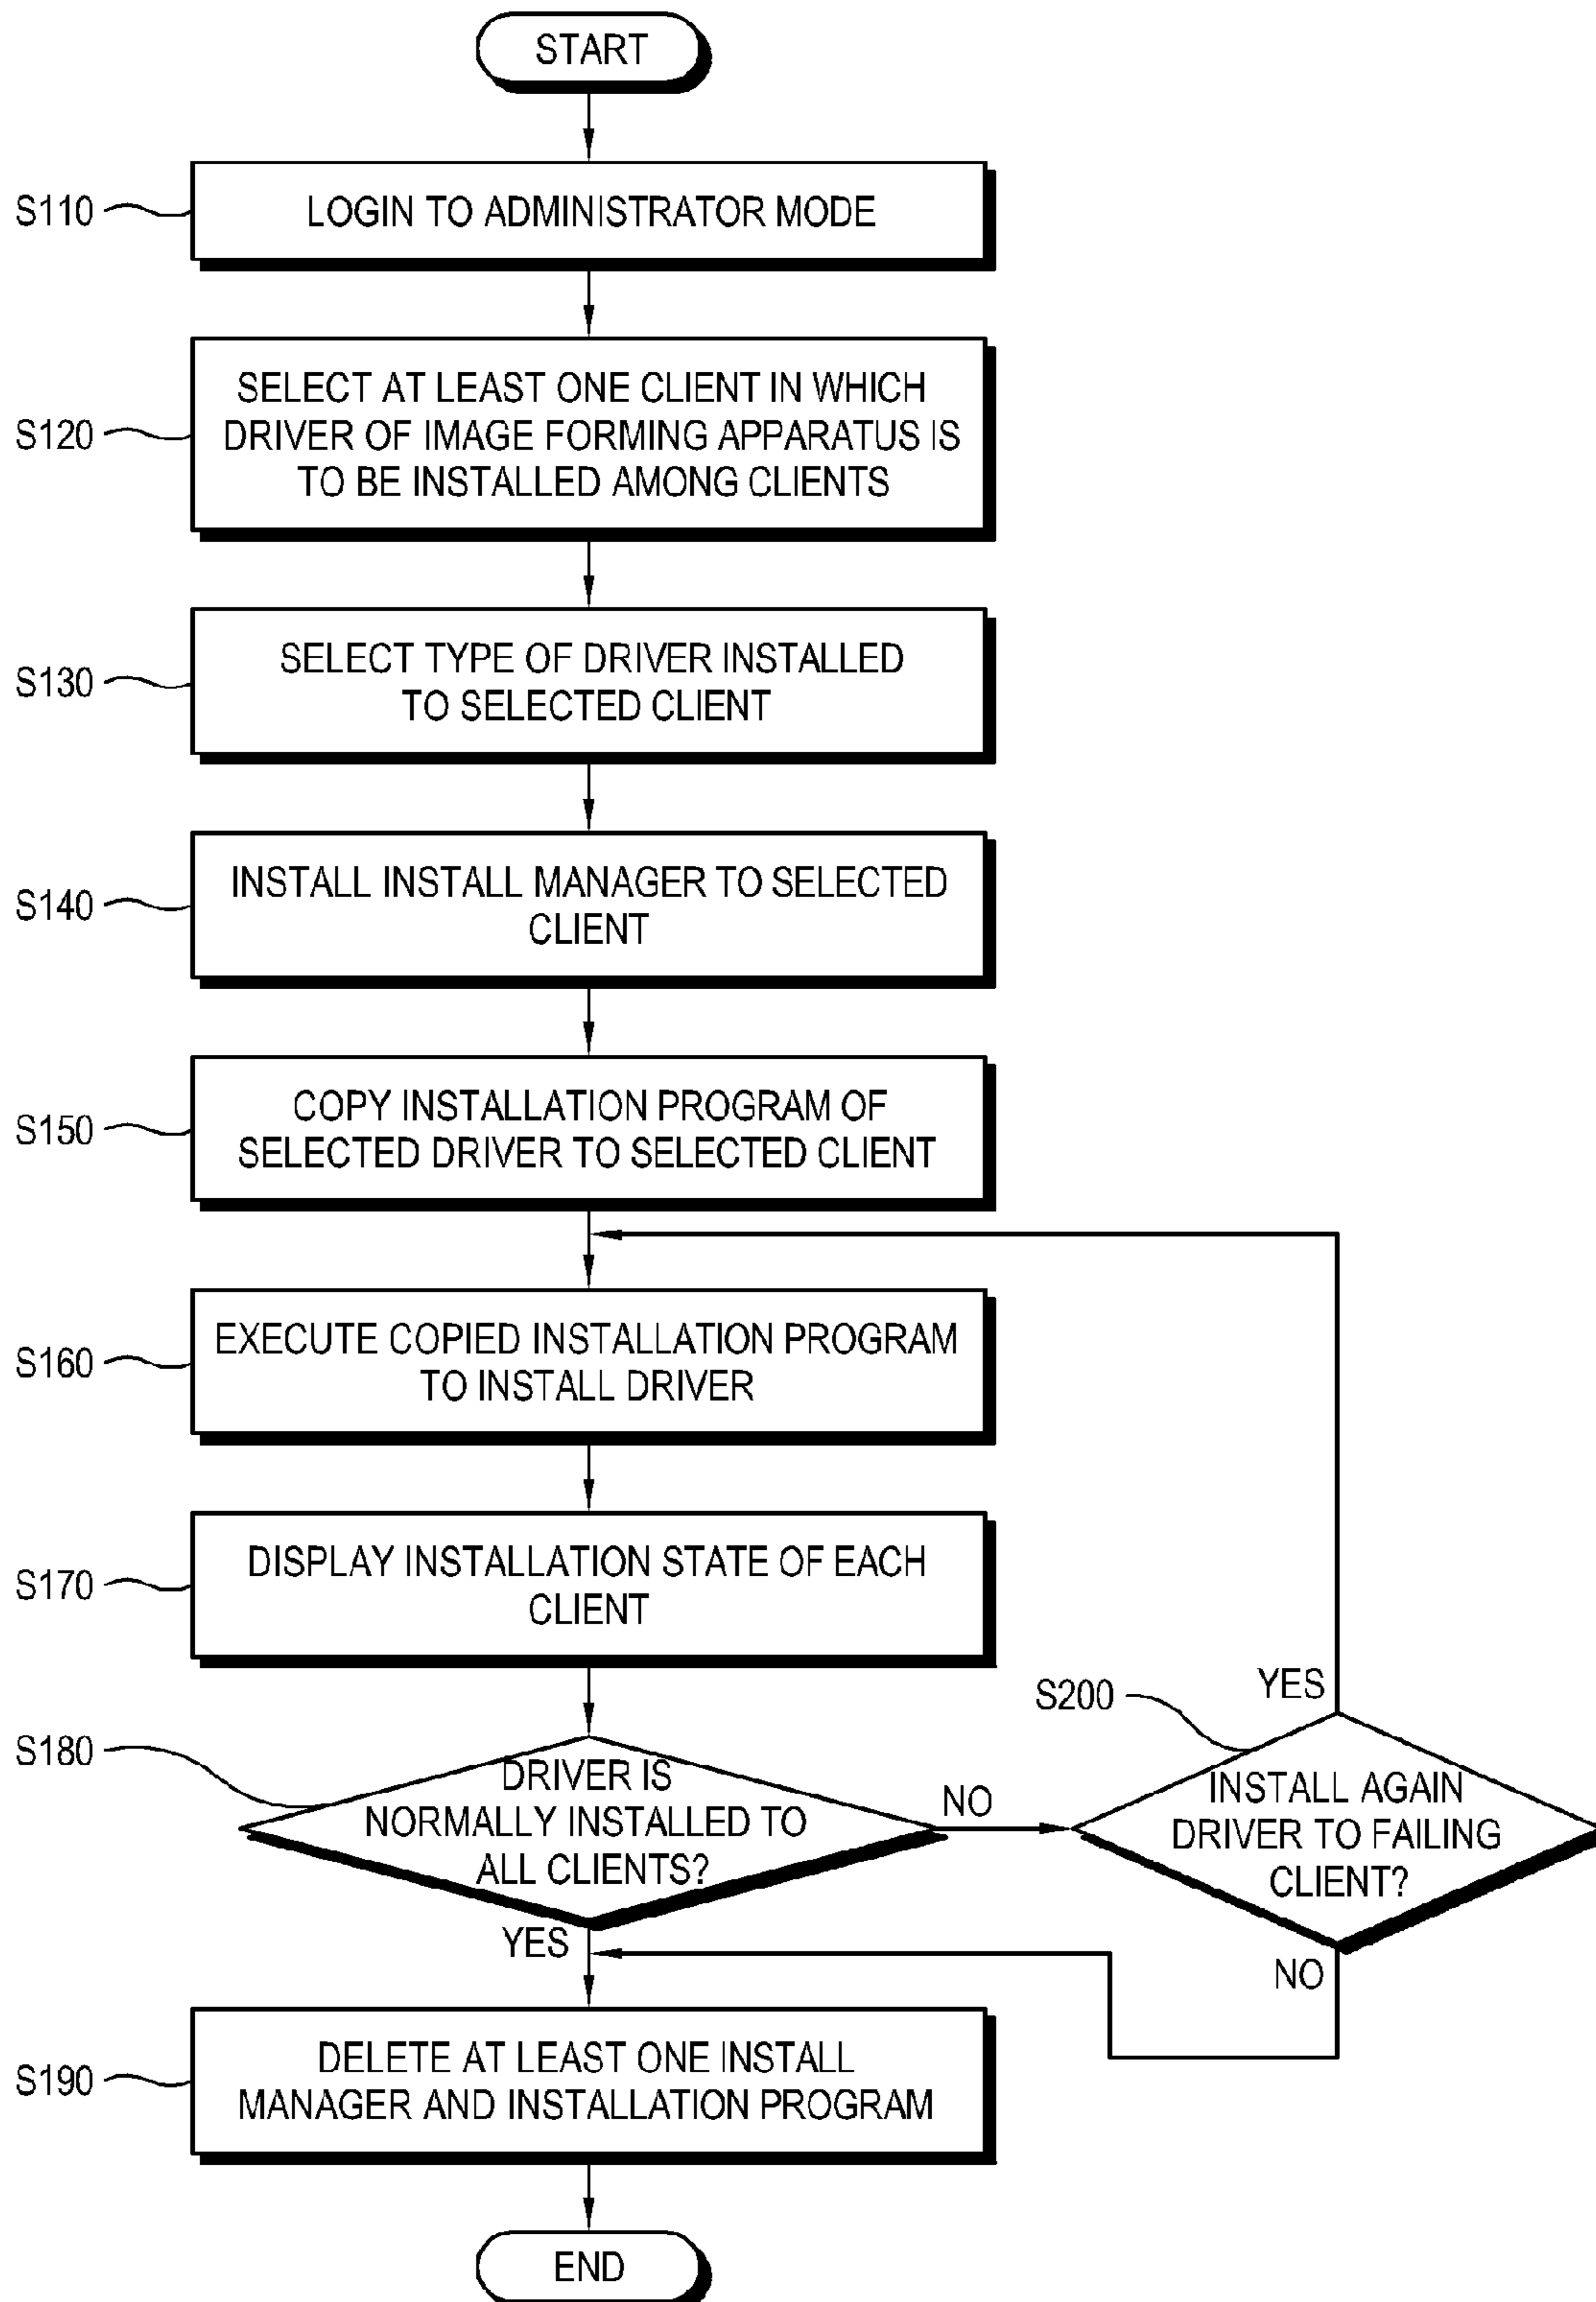 START
S110
LOGIN TO ADMINISTRATOR MODE
S120
SELECT AT LEAST ONE CLIENT IN WHICH
DRIVER OF IMAGE FORMING APPARATUS IS
TO BE INSTALLED AMONG CLIENTS
S130
SELECT TYPE OF DRIVER INSTALLED
TO SELECTED CLIENT
S140
INSTALL INSTALL MANAGER TO SELECTED
CLIENT
S150
COPY INSTALLATION PROGRAM OF
SELECTED DRIVER TO SELECTED CLIENT
S160
EXECUTE COPIED INSTALLATION PROGRAM
TO INSTALL DRIVER
S170
DISPLAY INSTALLATION STATE OF EACH
CLIENT
S180
DRIVER IS
NORMALLY INSTALLED TO
ALL CLIENTS?
NO
YES
S200
YES
INSTALL AGAIN
DRIVER TO FAILING
CLIENT?
NO
S190
DELETE AT LEAST ONE INSTALL
MANAGER AND INSTALLATION PROGRAM
END